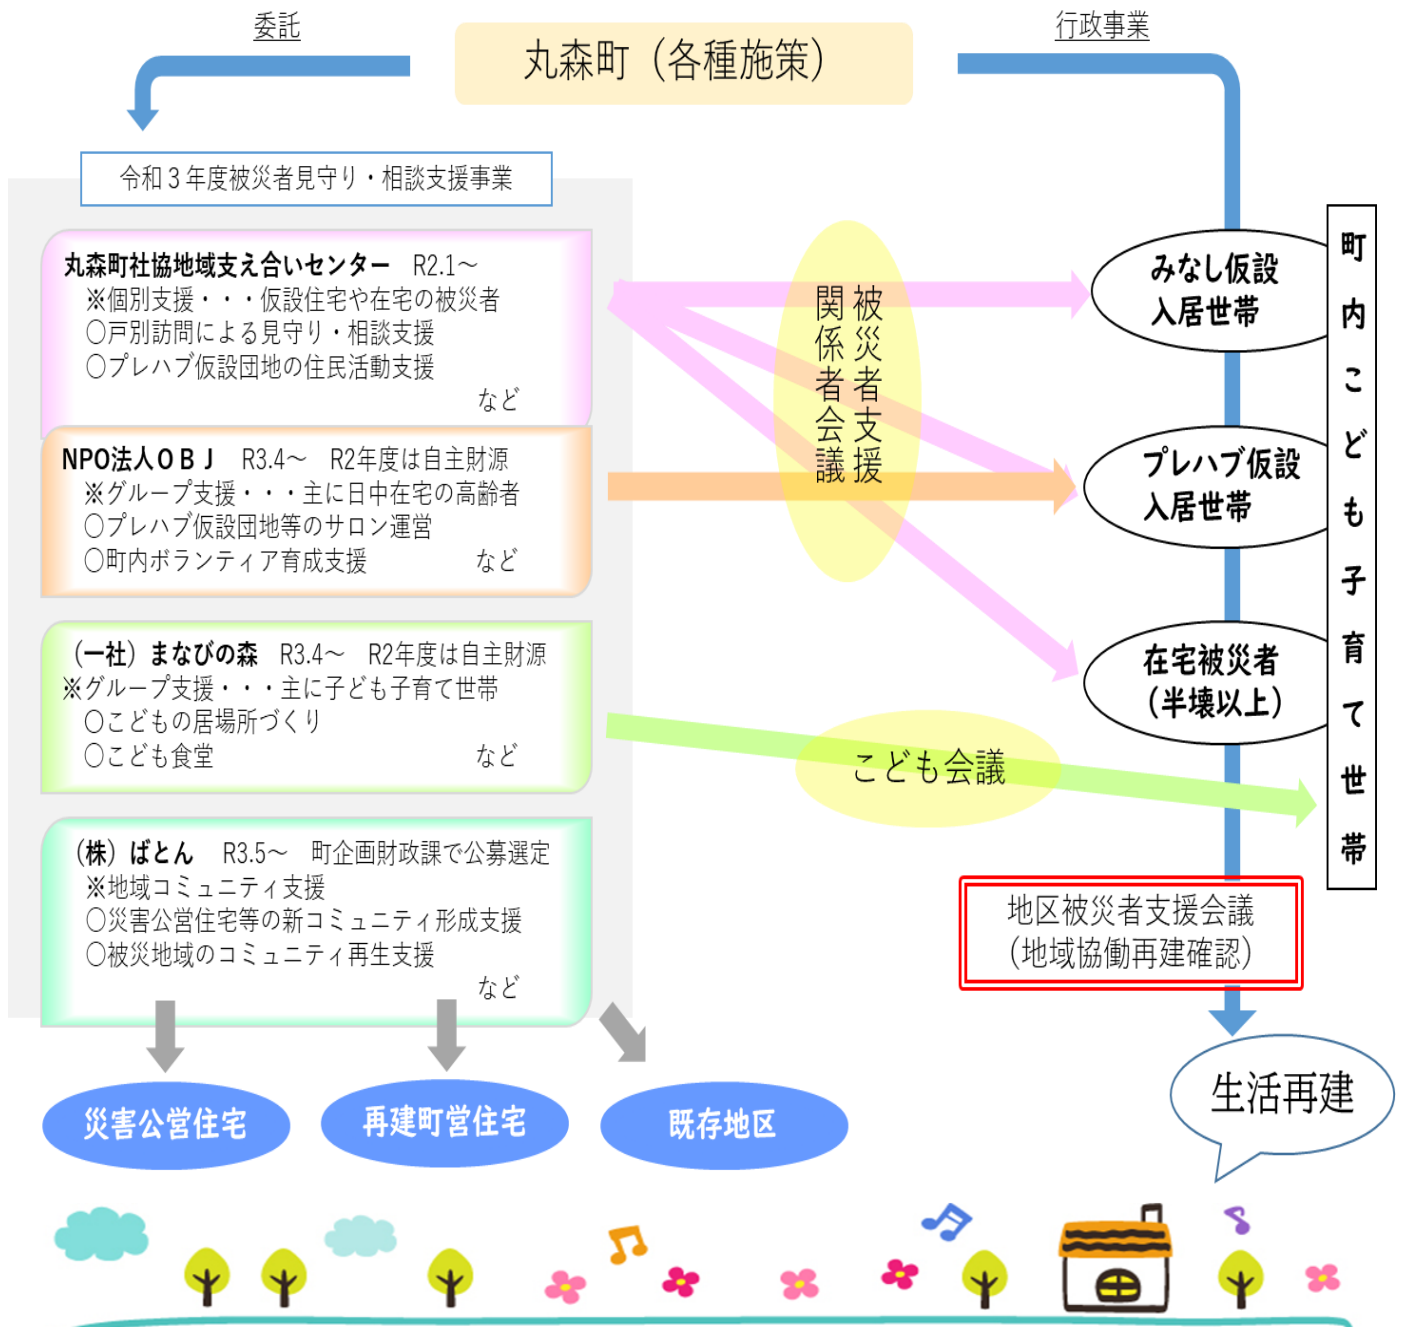 委託
丸森町（各種施策）
行政事業
令和３年度被災者見守り・相談支援事業
丸森町社協地域支え合いセンター　R2.1～
※個別支援・・・仮設住宅や在宅の被災者
○戸別訪問による見守り・相談支援
○プレハブ仮設団地の住民活動支援
など
NPO法人ＯＢＪ　R3.4～　R2年度は自主財源
※グループ支援・・・主に日中在宅の高齢者
○プレハブ仮設団地等のサロン運営
○町内ボランティア育成支援　　　　　など
（一社）まなびの森　R3.4～　R2年度は自主財源
※グループ支援・・・主に子ども子育て世帯
○こどもの居場所づくり
○こども食堂　　　　　　　　　　　　など
（株）ばとん　R3.5～　町企画財政課で公募選定
※地域コミュニティ支援
○災害公営住宅等の新コミュニティ形成支援
○被災地域のコミュニティ再生支援
など
被災者支援
関係者会議
こども会議
みなし仮設
入居世帯
プレハブ仮設
入居世帯
在宅被災者
（半壊以上）
町内こども子育て世帯
地区被災者支援会議
（地域協働再建確認）
生活再建
災害公営住宅
再建町営住宅
既存地区